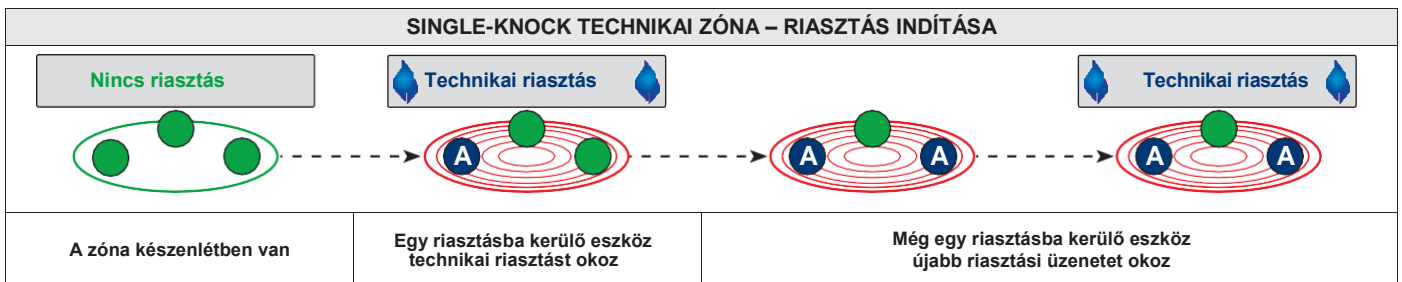 SINGLE-KNOCK TECHNIKAI ZÓNA – RIASZTÁS INDÍTÁSA
Nincs riasztás
Technikai riasztás
Technikai riasztás
A
A
A
A
A
A zóna készenlétben van
Egy riasztásba kerülő eszköz
technikai riasztást okoz
Még egy riasztásba kerülő eszköz
újabb riasztási üzenetet okoz